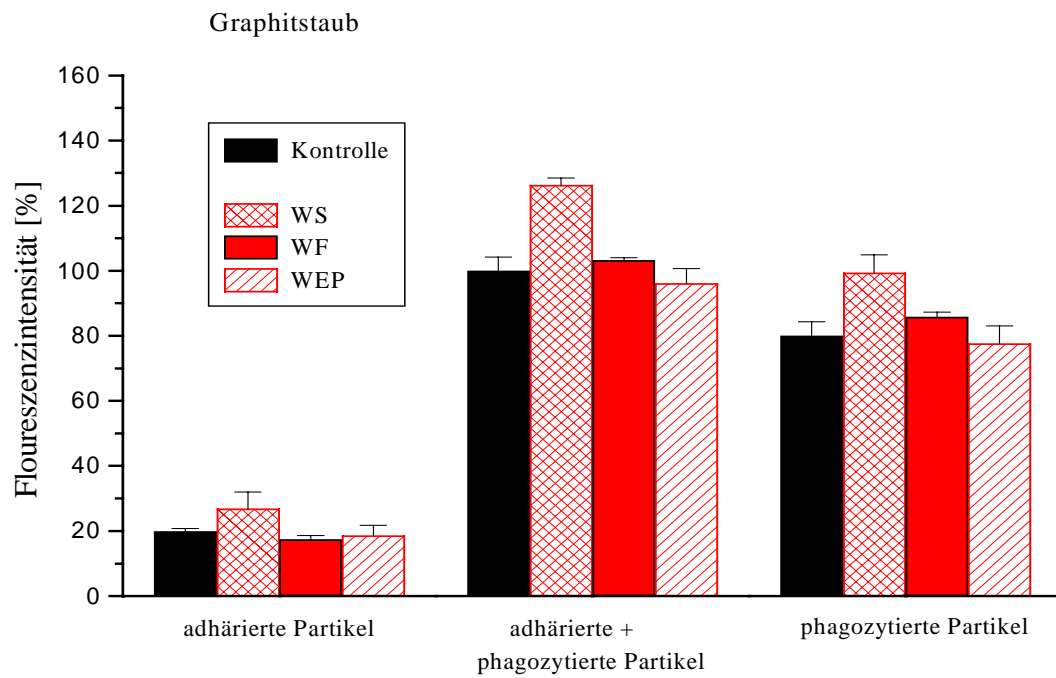 Graphitstaub
Floureszenzintensität [%]
160
140
120
100
80
60
40
20
0
Kontrolle
WS
WF
WEP
adhärierte Partikel
adhärierte +
phagozytierte Partikel
phagozytierte Partikel